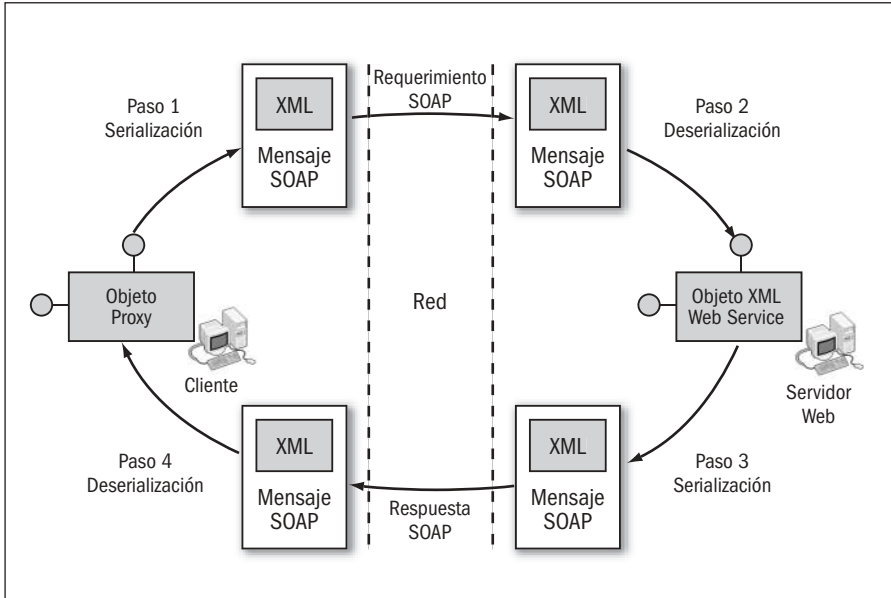 Paso 1
Serialización
XML
Mensaje
SOAP
Requerimiento
SOAP
XML
Mensaje
SOAP
Paso 2
Deserialización
Objeto
Proxy
Cliente
Red
Objeto XML
Web Service
Servidor
Web
Paso 4
Deserialización
XML
Mensaje
SOAP
Respuesta
SOAP
XML
Mensaje
SOAP
Paso 3
Serialización